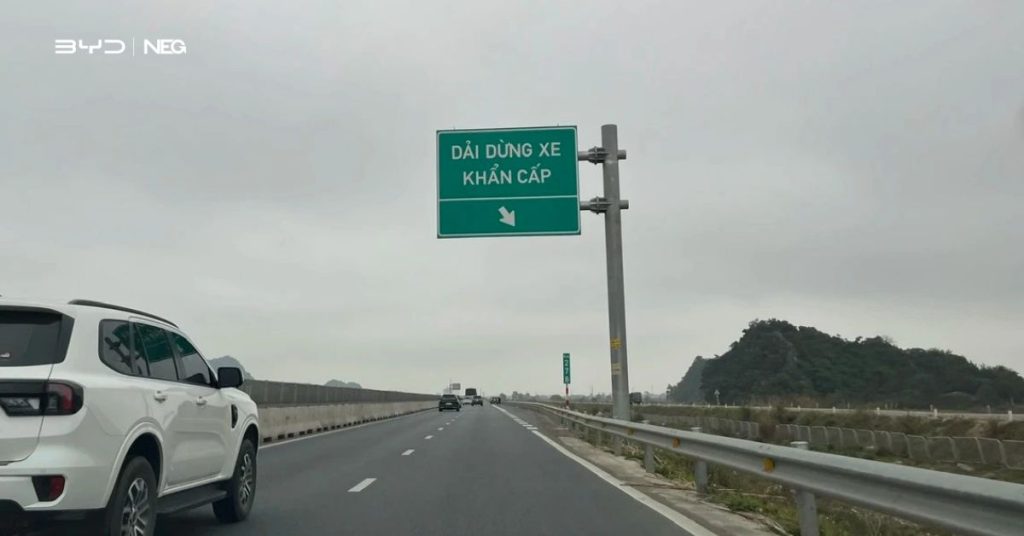 BYD | NEG
DẢI DỪNG XE
KHẨN CẤP